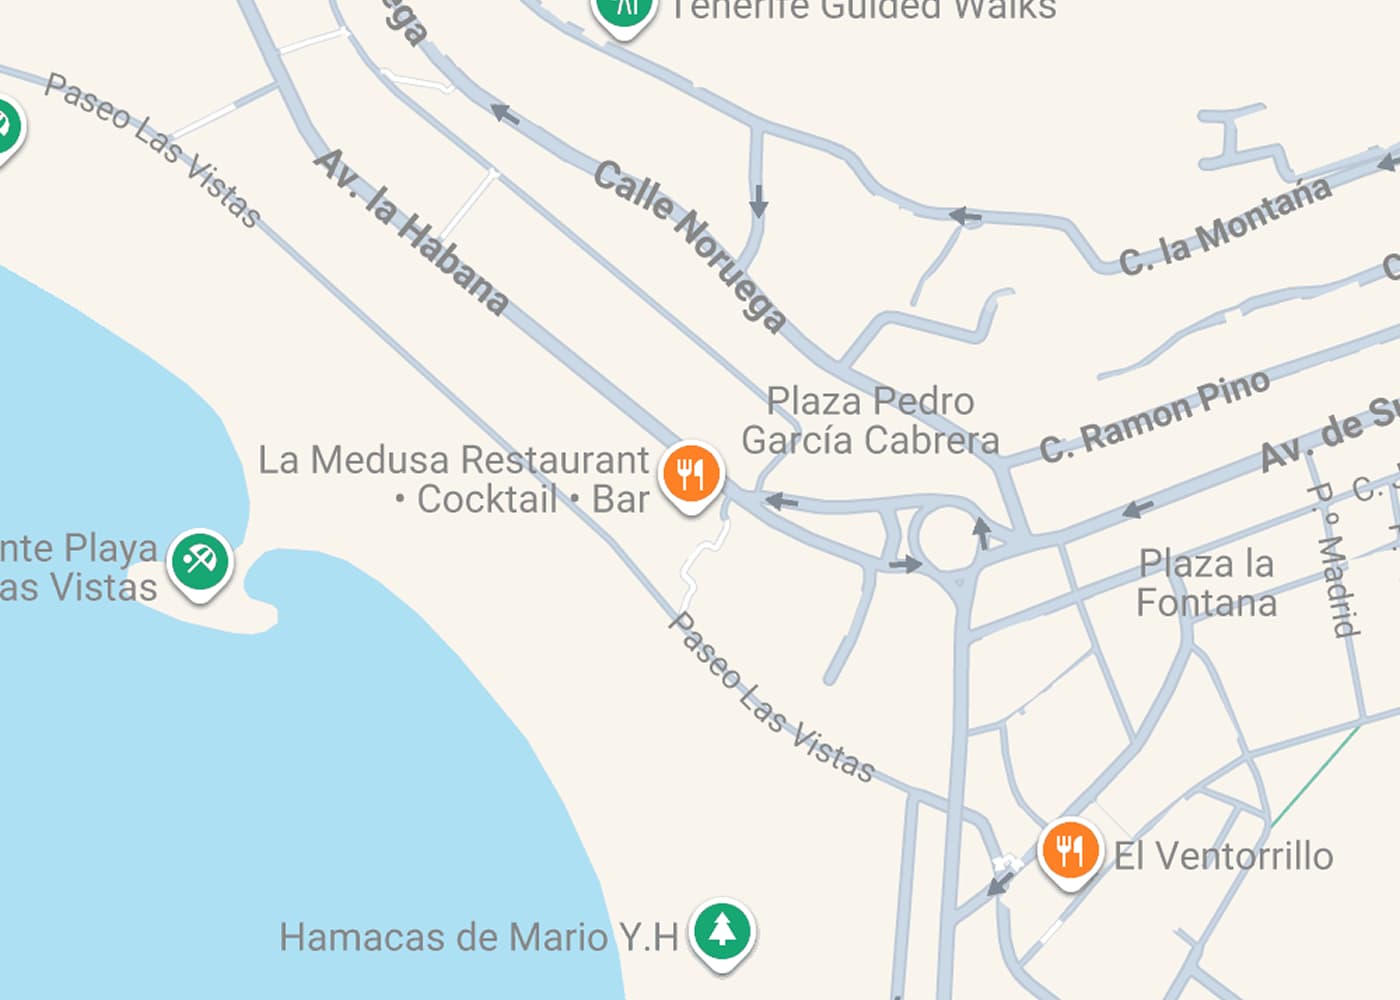 Tenerife Guided Walks
Paseo Las Vistas
Av. la Habana
Calle Noruega
C. la Montaña
Plaza Pedro
García Cabrera
C. Ramon Pino
La Medusa Restaurant
• Cocktail • Bar
Av. de Su
P.º Madrid
Plaza la
Fontana
nte Playa
as Vistas
Paseo Las Vistas
El Ventorrillo
Hamacas de Mario Y.H